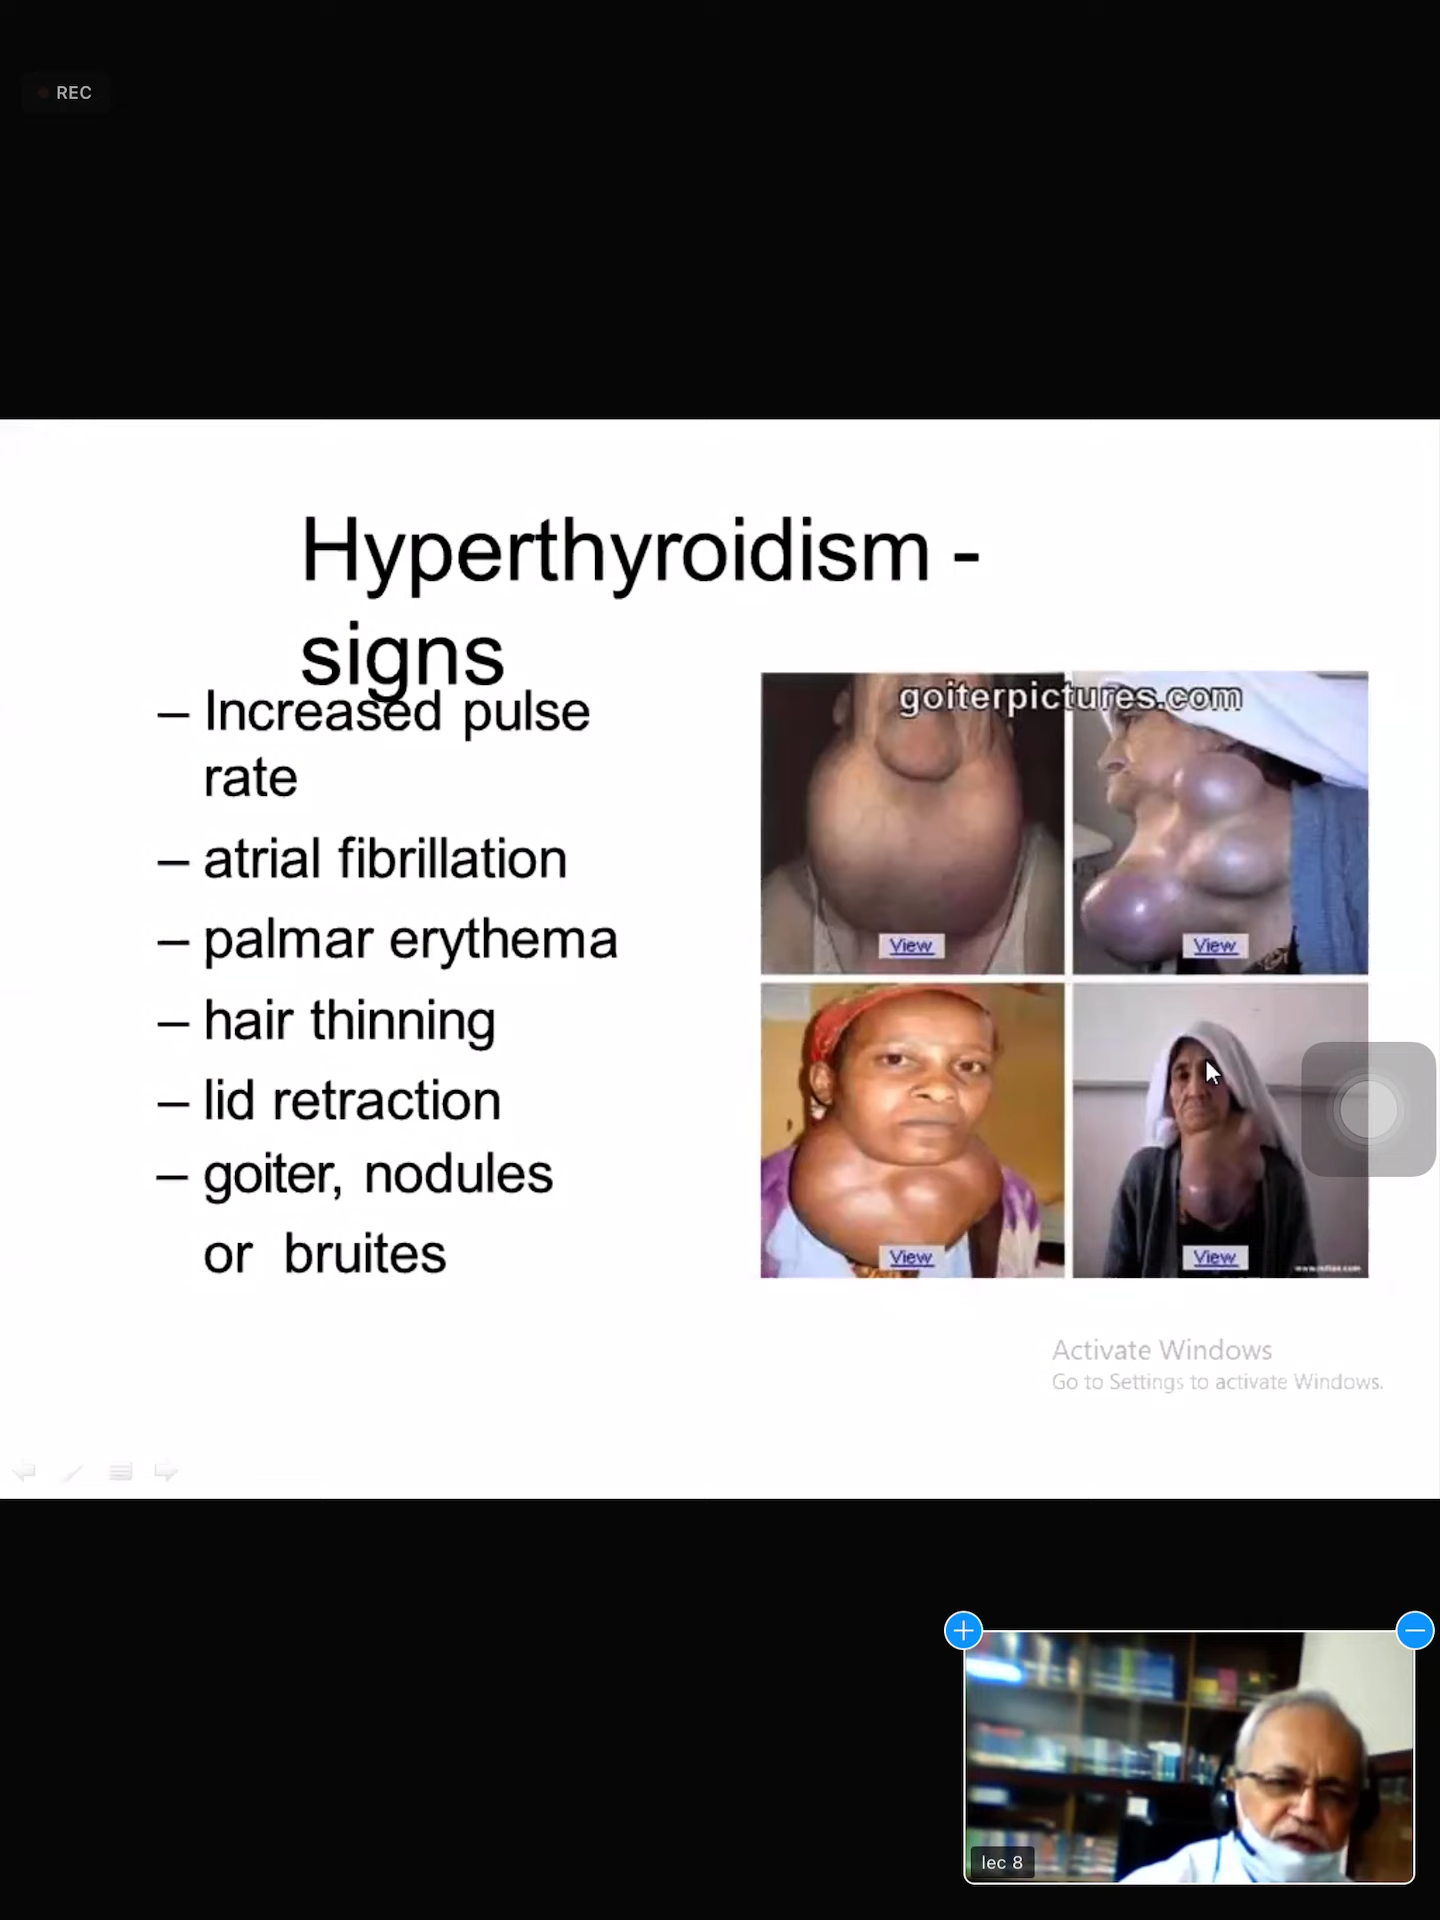 REC
Hyperthyroidism -
signs
– Increased pulse
rate
– atrial fibrillation
– palmar erythema
– hair thinning
– lid retraction
– goiter, nodules
or bruites
goiterpictures.com
View
View
View
View
Activate Windows
Go to Settings to activate Windows.
lec 8